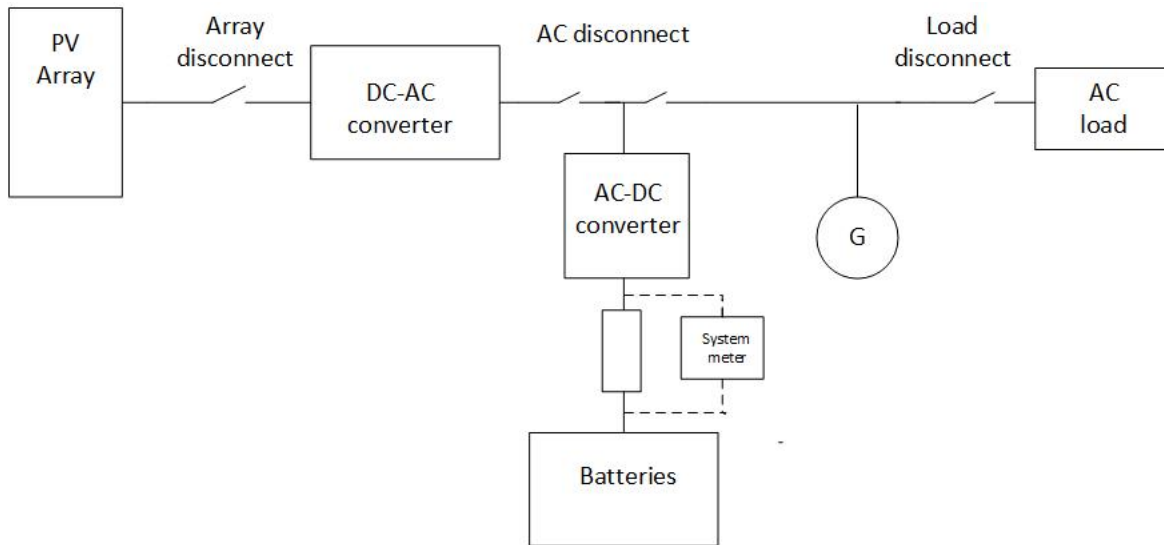 PV
Array
Array
disconnect
DC-AC
converter
AC disconnect
Load
disconnect
AC
load
AC-DC
converter
G
System
meter
Batteries